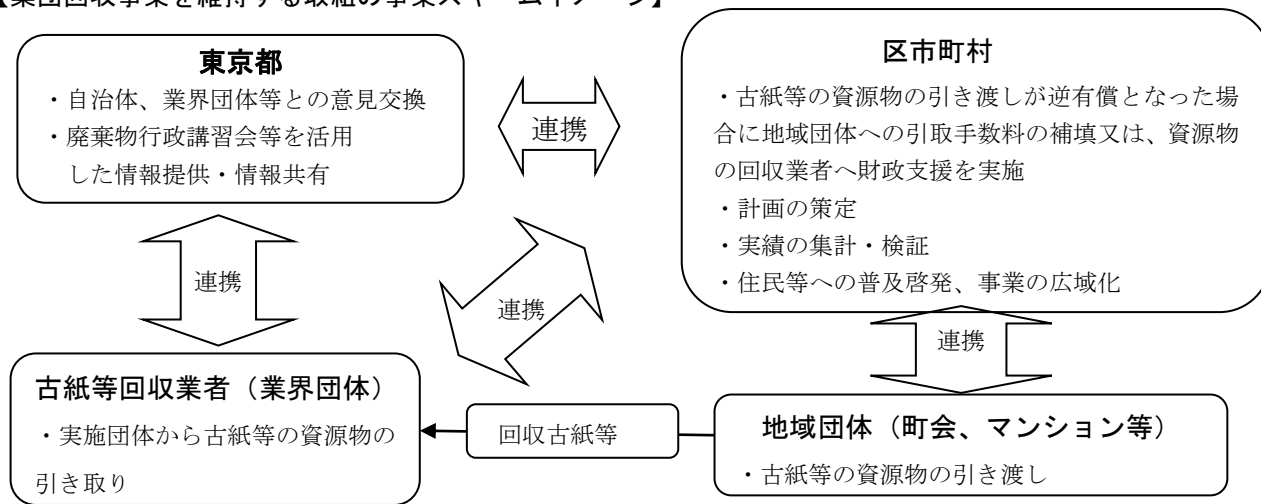 【集団回収事業を維持する取組の事業スキームイメージ】
東京都
・自治体、業界団体等との意見交換
・廃棄物行政講習会等を活用
した情報提供・情報共有
連携
区市町村
・古紙等の資源物の引き渡しが逆有償となった場
合に地域団体への引取手数料の補填又は、資源物
の回収業者へ財政支援を実施
・計画の策定
・実績の集計・検証
・住民等への普及啓発、事業の広域化
連携
連携
連携
古紙等回収業者（業界団体）
・実施団体から古紙等の資源物の
引き取り
回収古紙等
地域団体（町会、マンション等）
・古紙等の資源物の引き渡し